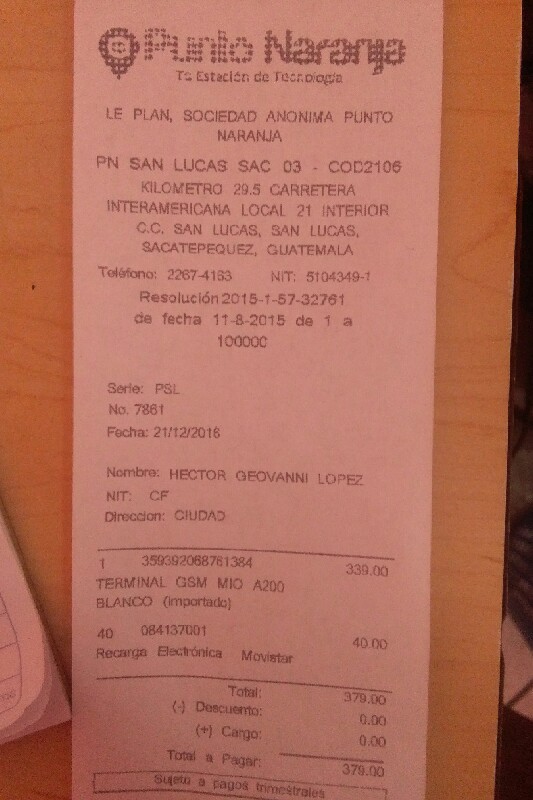 Punto Naranja
Tu Estación de Tecnología
LE PLAN, SOCIEDAD ANONIMA PUNTO
NARANJA
PN SAN LUCAS SAC 03 - COD2106
KILOMETRO 29.5 CARRETERA
INTERAMERICANA LOCAL 21 INTERIOR
C.C. SAN LUCAS, SAN LUCAS,
SACATEPEQUEZ, GUATEMALA
Teléfono: 2267-4183 NIT: 5104349-1
Resolución 2015-1-57-32761
de fecha 11-8-2015 de 1 a
100000
Serie: PSL
No. 7861
Fecha: 21/12/2016
Nombre: HECTOR GEOVANNI LOPEZ
NIT: CF
Direccion: CIUDAD
1 359392068761384 339.00
TERMINAL GSM MIO A200
BLANCO (importado)
40 084137001 40.00
Recarga Electrónica Movistar
Total: 379.00
(-) Descuento: 0.00
(+) Cargo: 0.00
Total a Pagar: 379.00
Sujeto a pagos trimestrales